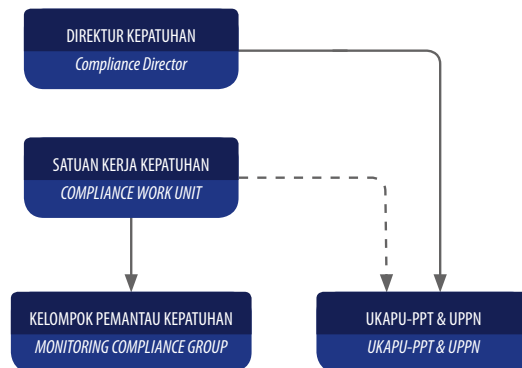 DIREKTUR KEPATUHAN
Compliance Director
SATUAN KERJA KEPATUHAN
COMPLIANCE WORK UNIT
KELOMPOK PEMANTAU KEPATUHAN
MONITORING COMPLIANCE GROUP
UKAPU-PPT & UPPN
UKAPU-PPT & UPPN